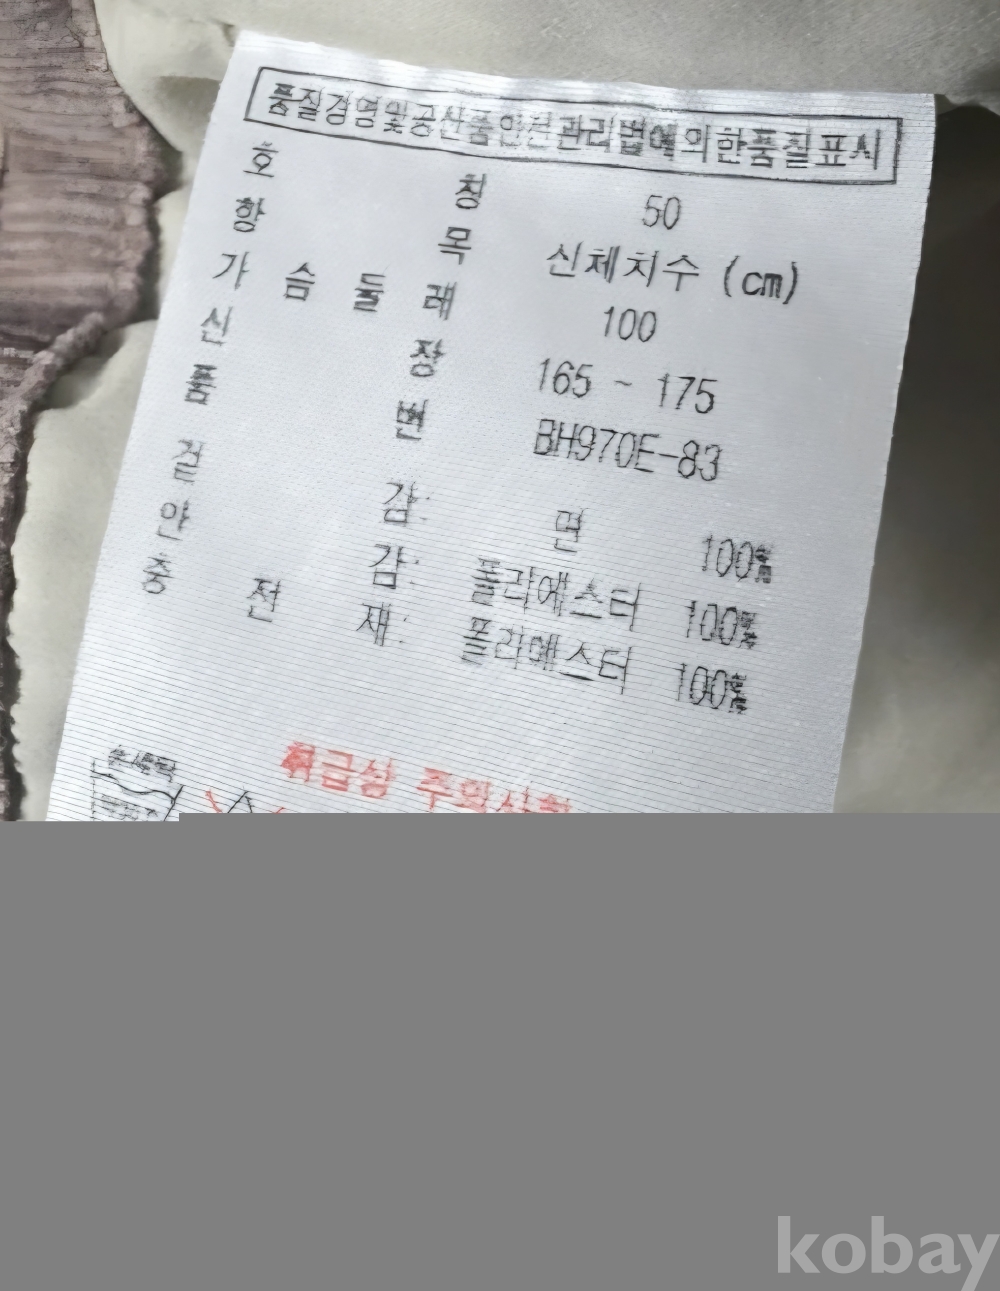 품질경영및공산품안전관리법에의한품질표시
호 칭 50
항 목 신체치수 (cm)
가 슴 둘 레 100
신 장 165 ~ 175
품 번 BH970E-83
겉 감: 면 100%
안 감: 폴리에스터 100%
충 전 재: 폴리에스터 100%
취급상 주의사항
손세탁
kobay